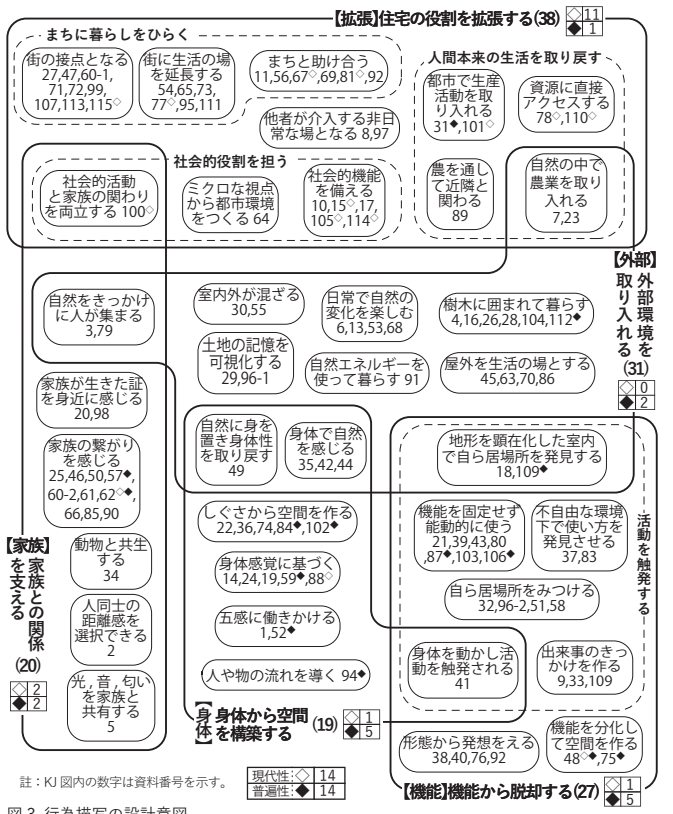 【拡張】住宅の役割を拡張する(38)
◇11
◆1
まちに暮らしをひらく
街の接点となる
27,47,60-1,
71,72,99,
107,113,115◇
街に生活の場
を延長する
54,65,73,
77◇,95,111
まちと助け合う
11,56,67◇,69,81◇,92
他者が介入する非日
常な場となる 8,97
人間本来の生活を取り戻す
都市で生産
活動を取
り入れる
31◆,101◇
資源に直接
アクセスする
78◇,110◇
農を通し
て近隣と
関わる
89
自然の中で
農業を取り
入れる
7,23
社会的役割を担う
社会的活動
と家族の関わり
を両立する 100◇
ミクロな視点
から都市環境
をつくる 64
社会的機能
を備える
10,15◇,17,
105◇,114◇
【外部】
外部環境を
取り入れる
(31)
◇0
◆2
自然をきっかけ
に人が集まる
3,79
室内外が混ざる
30,55
日常で自然の
変化を楽しむ
6,13,53,68
樹木に囲まれて暮らす
4,16,26,28,104,112◆
土地の記憶を
可視化する
29,96-1
自然エネルギーを
使って暮らす 91
屋外を生活の場とする
45,63,70,86
家族が生きた証
を身近に感じる
20,98
家族の繋がり
を感じる
25,46,50,57◆,
60-2,61,62◇◆,
66,85,90
動物と共生
する
34
人同士の
距離感を
選択できる
2
光,音,匂い
を家族と
共有する
5
【家族】
家族との関係
を支える
(20)
◇2
◆2
自然に身を
置き身体性
を取り戻す
49
身体で自然
を感じる
35,42,44
しぐさから空間を作る
22,36,74,84◆,102◆
身体感覚に基づく
14,24,19,59◆,88◇
五感に働きかける
1,52◆
人や物の流れを導く 94◆
【身体】
身体から空間
を構築する
(19)
◇1
◆5
地形を顕在化した室内
で自ら居場所を発見する
18,109◆
機能を固定せず
能動的に使う
21,39,43,80
,87◆,103,106◆
不自由な環境
下で使い方を
発見させる
37,83
活動を触発する
自ら居場所をみつける
32,96-2,51,58
身体を動かし活
動を触発される
41
出来事のきっ
かけを作る
9,33,109
形態から発想をえる
38,40,76,92
機能を分化し
て空間を作る
48◇◆,75◆
【機能】機能から脱却する(27)
◇1
◆5
註：KJ 図内の数字は資料番号を示す。
現代性:◇ 14
普遍性:◆ 14
図 3 行為描写の設計意図